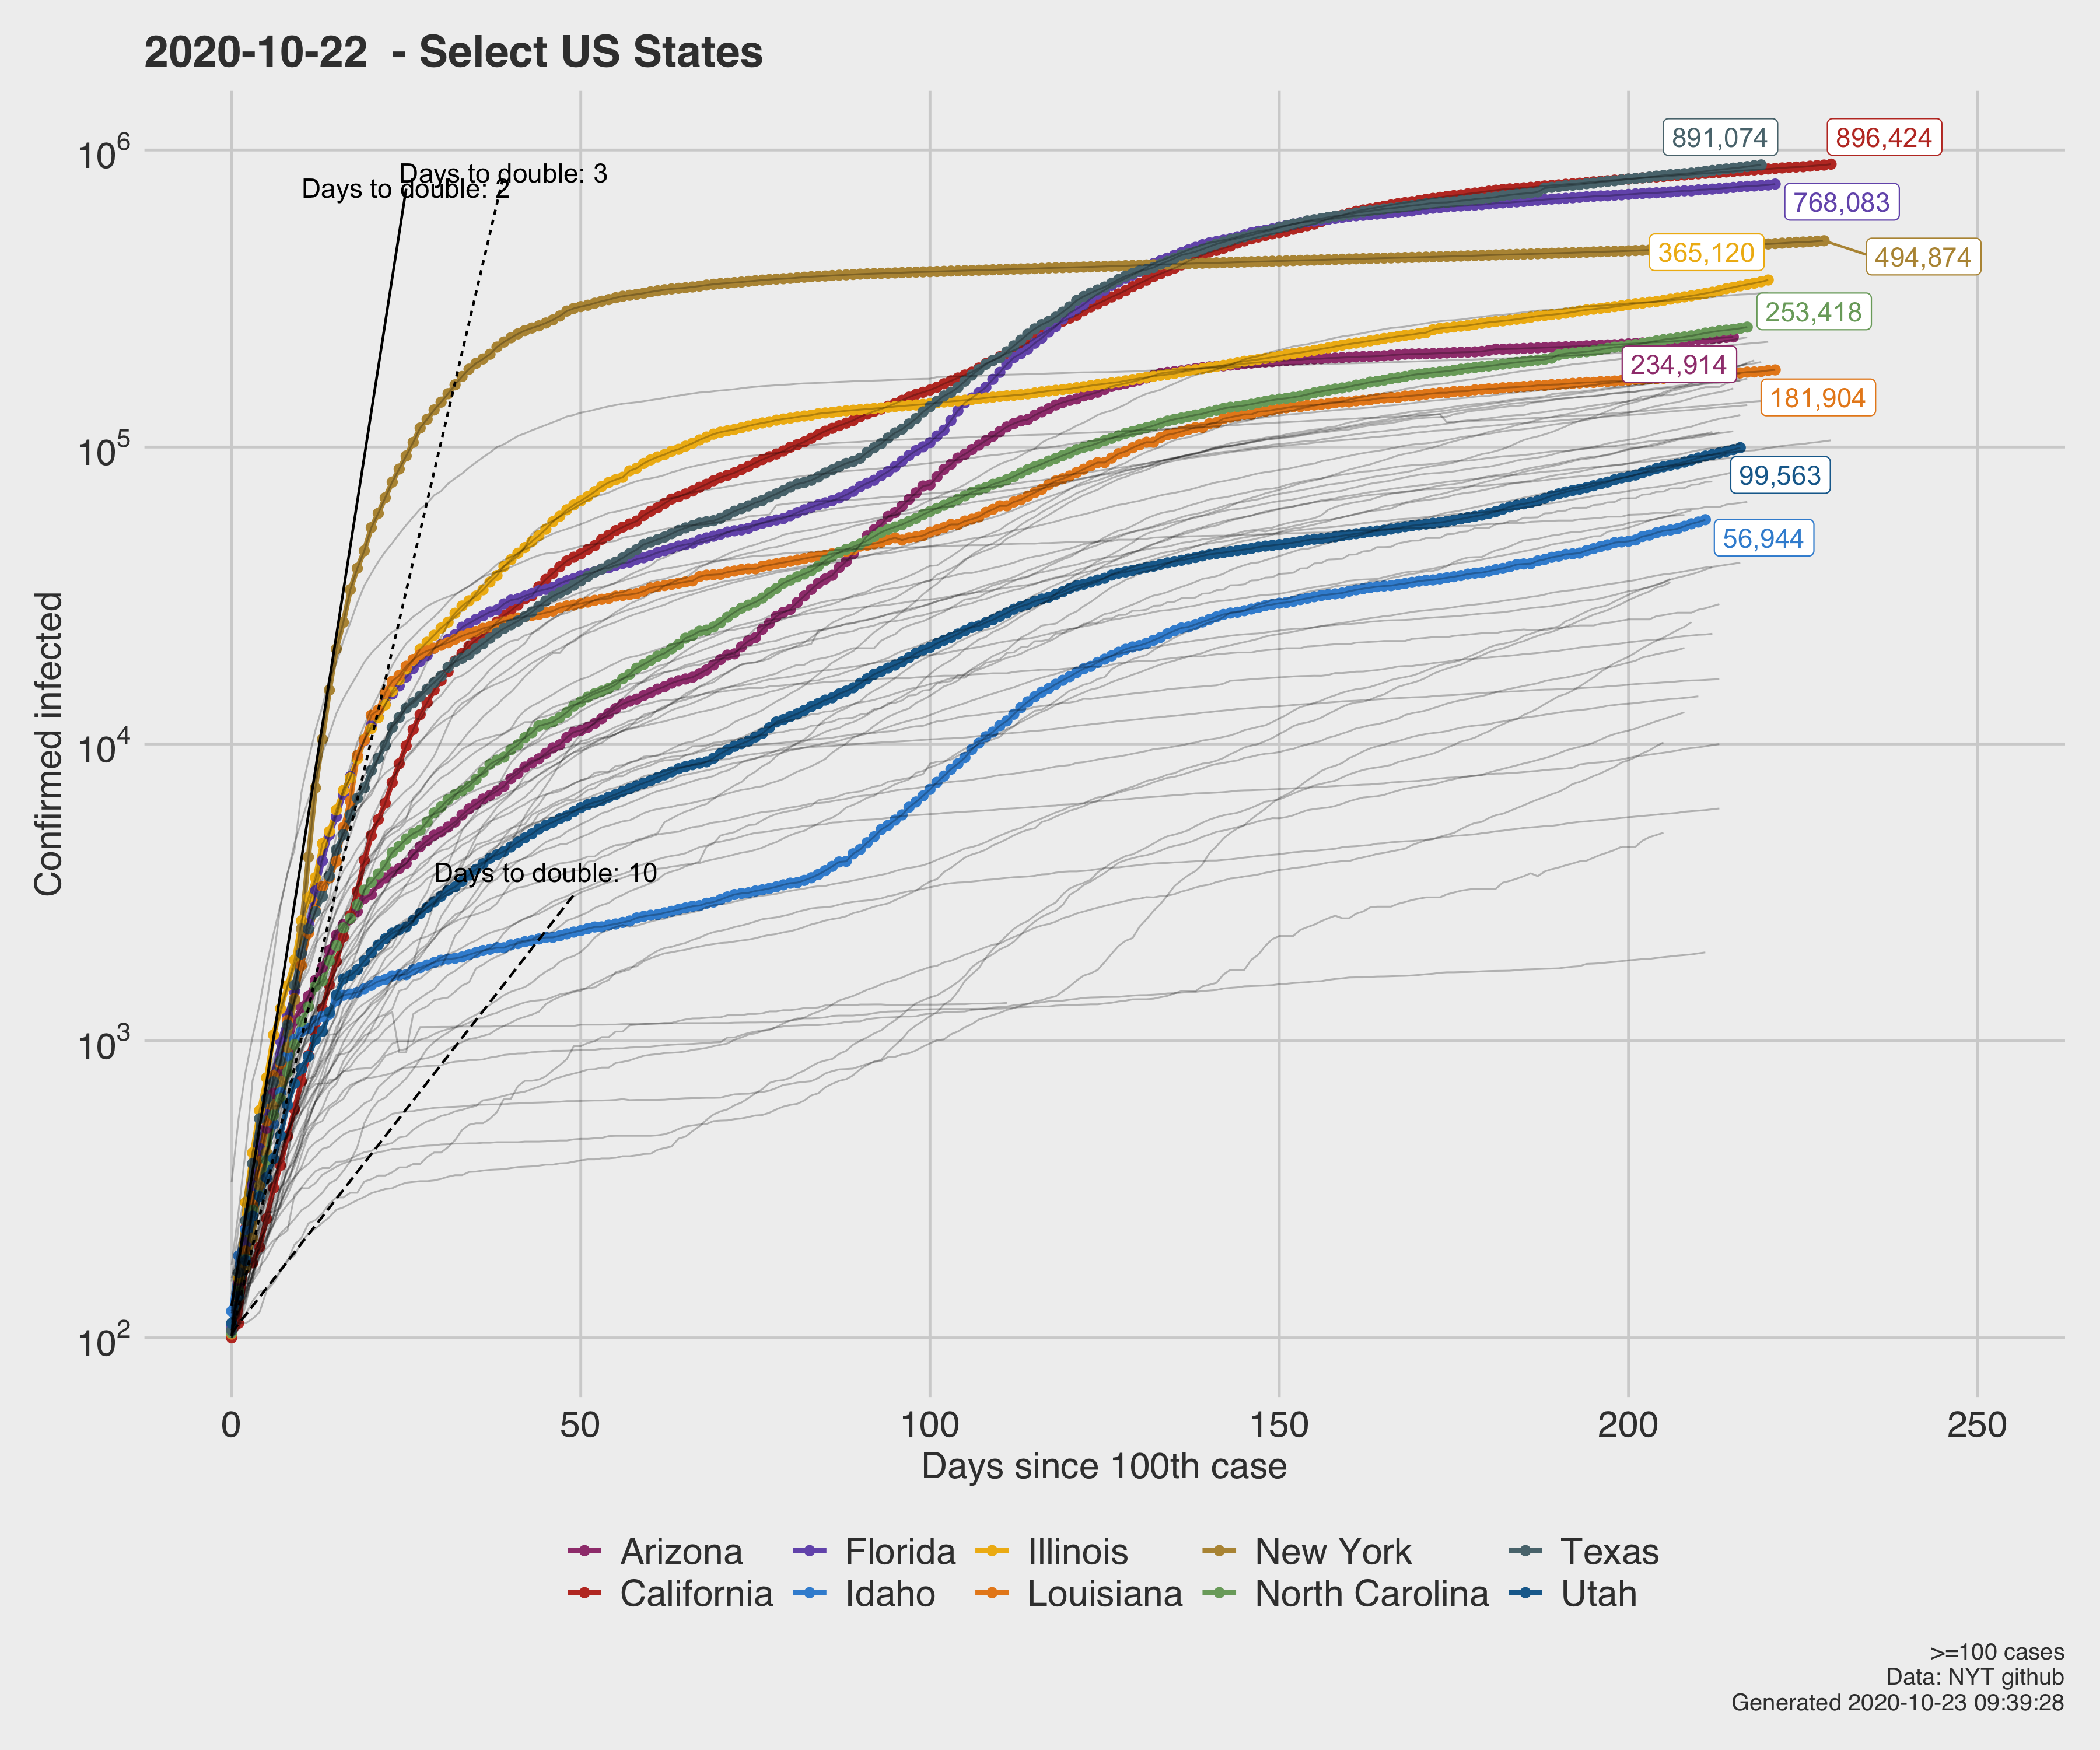 2020-10-22  - Select US States
Confirmed infected
10^6
10^5
10^4
10^3
10^2
Days to double: 3
Days to double: 2
Days to double: 10
891,074
896,424
768,083
365,120
494,874
253,418
234,914
181,904
99,563
56,944
0 50 100 150 200 250
Days since 100th case
Arizona Florida Illinois New York Texas
California Idaho Louisiana North Carolina Utah
>=100 cases
Data: NYT github
Generated 2020-10-23 09:39:28